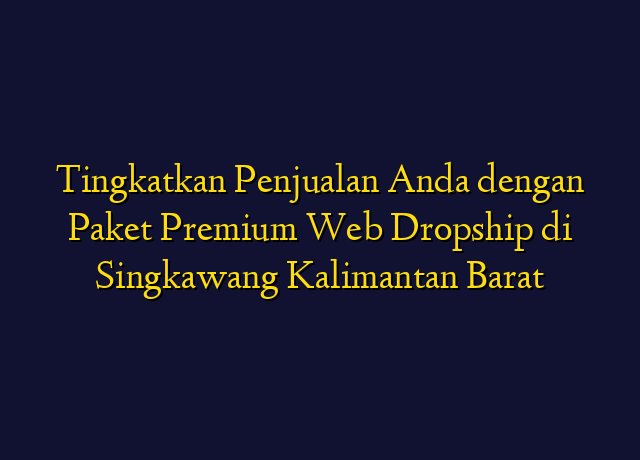 Tingkatkan Penjualan Anda dengan
Paket Premium Web Dropship di
Singkawang Kalimantan Barat